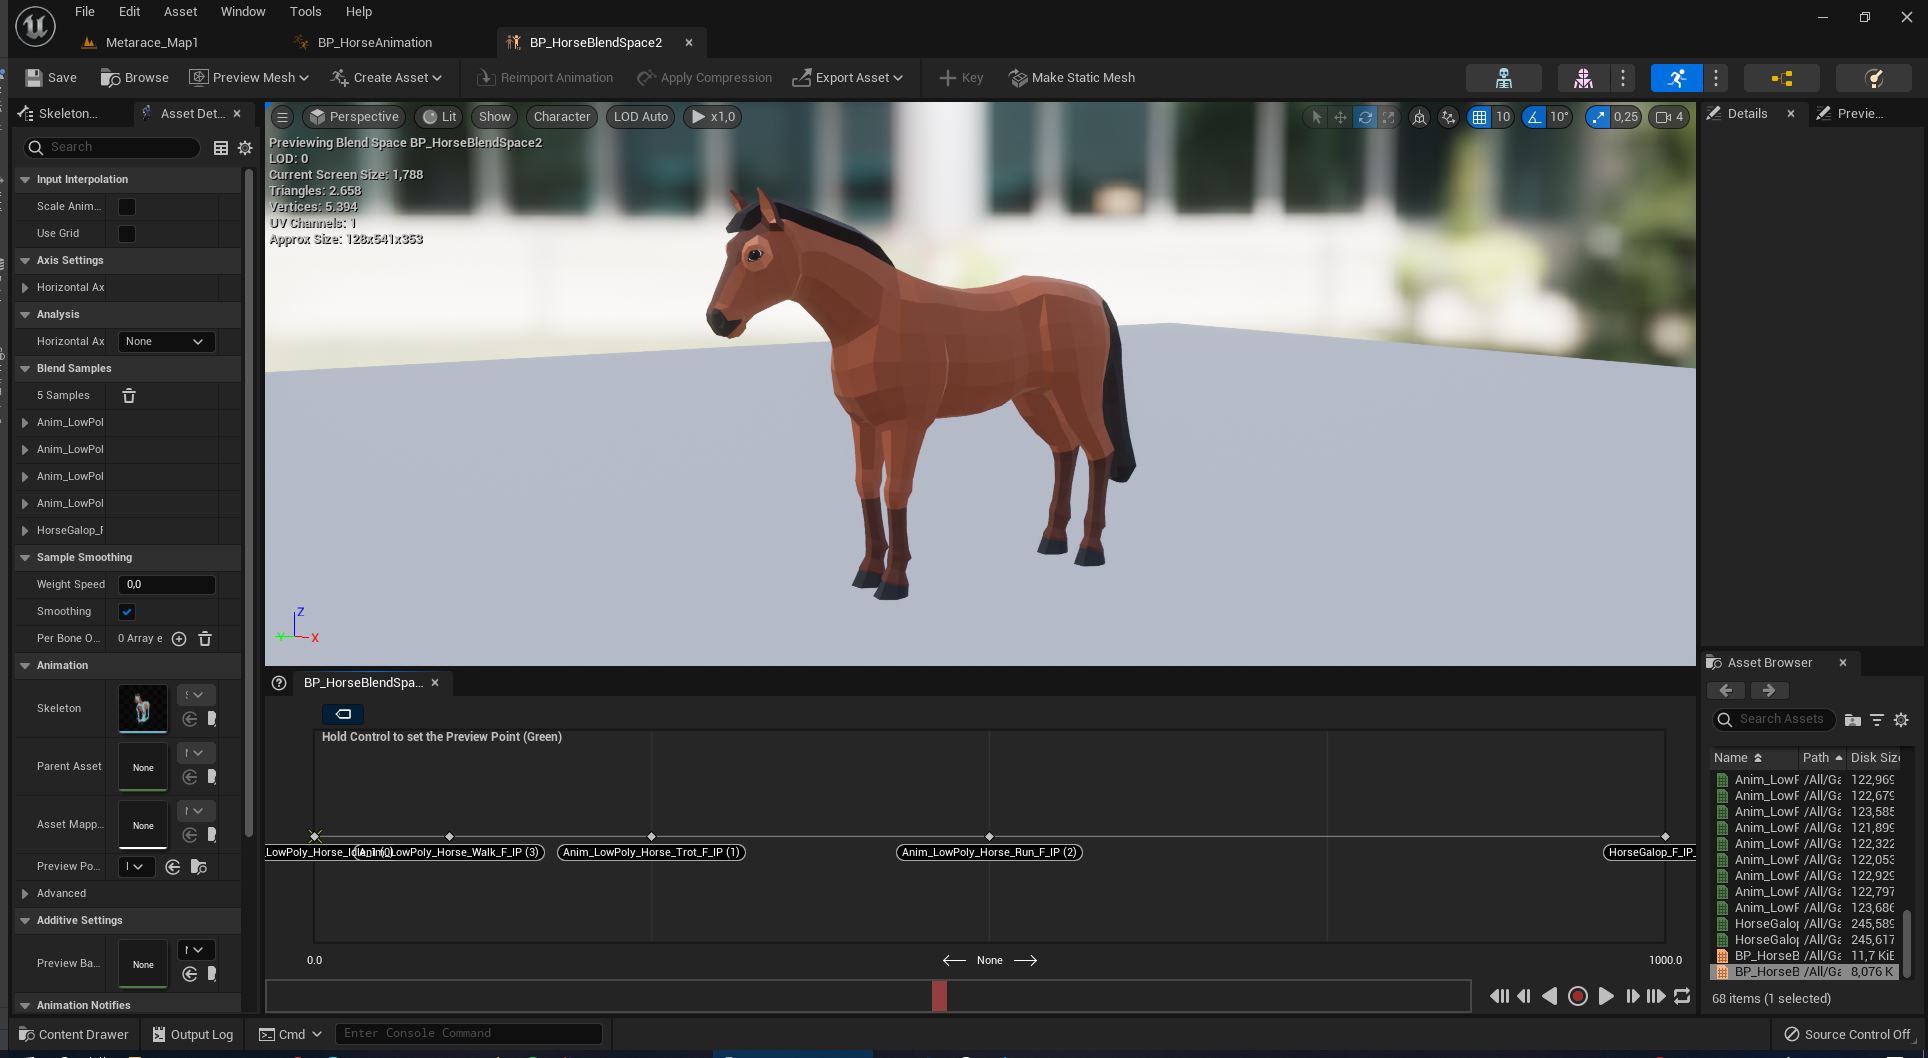 File Edit Asset Window Tools Help
Metarace_Map1 BP_HorseAnimation BP_HorseBlendSpace2
Save Browse Preview Mesh Create Asset Reimport Animation Apply Compression Export Asset Key Make Static Mesh
Skeleton... Asset Det...
Search
Input Interpolation
Scale Anim...
Use Grid
Axis Settings
Horizontal Ax
Analysis
Horizontal Ax None
Blend Samples
5 Samples
Anim_LowPol
Anim_LowPol
Anim_LowPol
Anim_LowPol
HorseGalop_F
Sample Smoothing
Weight Speed 0,0
Smoothing
Per Bone O... 0 Array e
Animation
Skeleton
Parent Asset None
Asset Mapp... None
Preview Po...
Advanced
Additive Settings
Preview Ba... None
Animation Notifies
Perspective Lit Show Character LOD Auto x1,0
10 10° 0,25 4
Previewing Blend Space BP_HorseBlendSpace2
LOD: 0
Current Screen Size: 1,788
Triangles: 2.658
Vertices: 5.394
UV Channels: 1
Approx Size: 128x541x353
Z
Y X
BP_HorseBlendSpa...
Hold Control to set the Preview Point (Green)
LowPoly_Horse_Walk_F_IP (3) Anim_LowPoly_Horse_Trot_F_IP (1) Anim_LowPoly_Horse_Run_F_IP (2) HorseGalop_F_IP_
0.0 None 1000.0
Details Previe...
Asset Browser
Search Assets
Name Path Disk Size
Anim_LowF /All/Ga 122,969
Anim_LowF /All/Ga 122,679
Anim_LowF /All/Ga 123,585
Anim_LowF /All/Ga 121,899
Anim_LowF /All/Ga 122,322
Anim_LowF /All/Ga 122,053
Anim_LowF /All/Ga 122,929
Anim_LowF /All/Ga 122,797
Anim_LowF /All/Ga 123,686
HorseGalop /All/Ga 245,589
HorseGalop /All/Ga 245,617
BP_HorseB /All/Ga 11,7 KiB
BP_HorseB /All/Ga 8,076 K
68 items (1 selected)
Content Drawer Output Log Cmd Enter Console Command Source Control Off